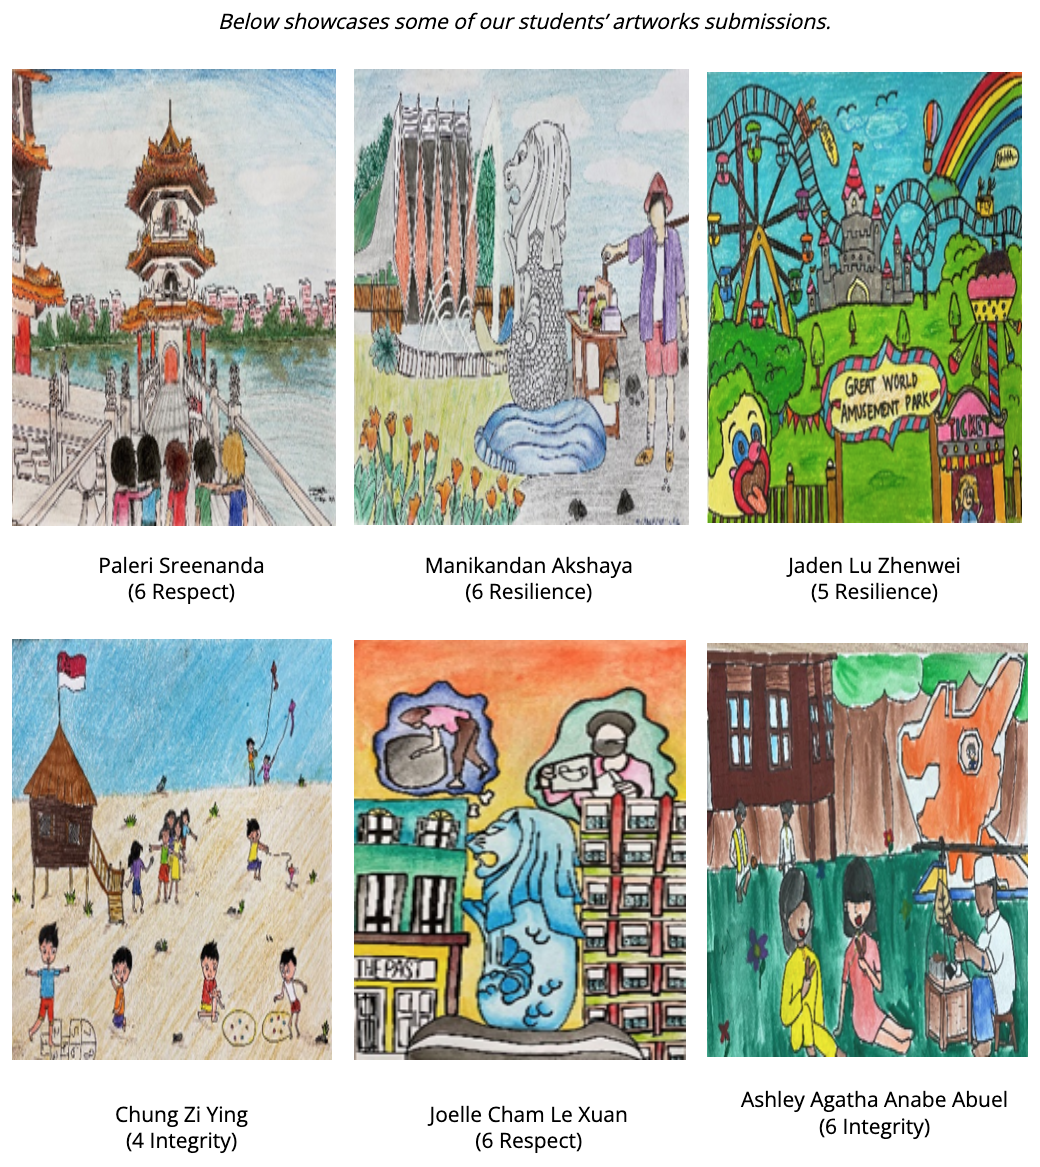 Below showcases some of our students’ artworks submissions.
GREAT WORLD
AMUSEMENT PARK
TICKET
Paleri Sreenanda
(6 Respect)
Manikandan Akshaya
(6 Resilience)
Jaden Lu Zhenwei
(5 Resilience)
THE PAST
Chung Zi Ying
(4 Integrity)
Joelle Cham Le Xuan
(6 Respect)
Ashley Agatha Anabe Abuel
(6 Integrity)